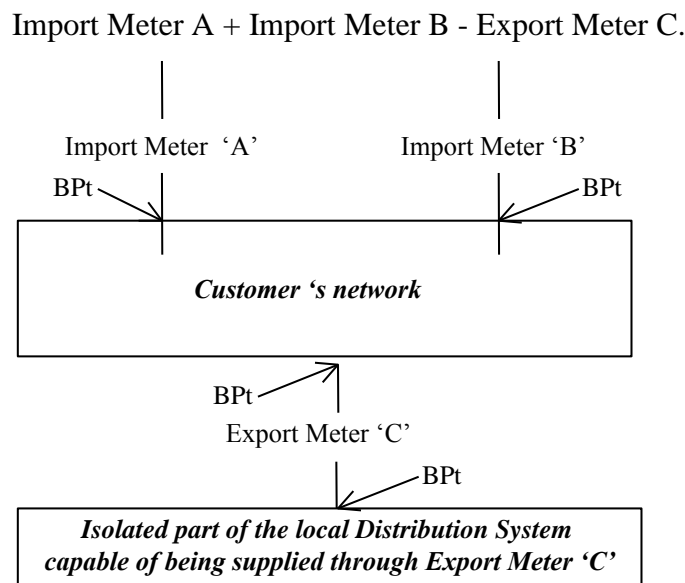 Import Meter A + Import Meter B - Export Meter C.
Import Meter ‘A’
Import Meter ‘B’
BPt
BPt
Customer ‘s network
BPt
Export Meter ‘C’
BPt
Isolated part of the local Distribution System
capable of being supplied through Export Meter ‘C’